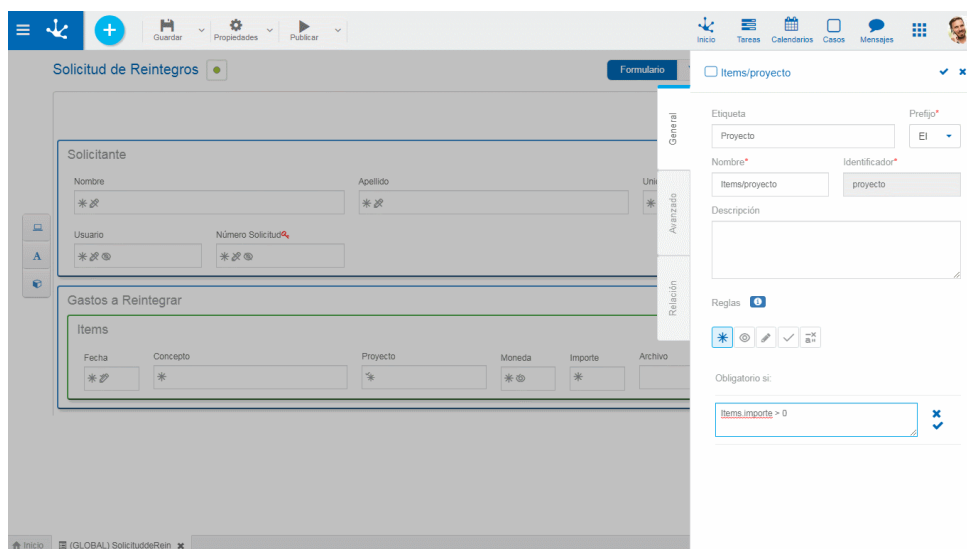 Guardar
Propiedades
Publicar
Inicio
Tareas
Calendarios
Casos
Mensajes
Solicitud de Reintegros
Formulario
Solicitante
Nombre
Apellido
Usuario
Número Solicitud
Gastos a Reintegrar
Items
Fecha
Concepto
Proyecto
Moneda
Importe
Archivo
Inicio
(GLOBAL) SolicituddeRein
General
Avanzado
Relación
Items/proyecto
Etiqueta
Prefijo*
Proyecto
El
Nombre*
Identificador*
Items/proyecto
proyecto
Descripción
Reglas
Obligatorio si:
Items.importe > 0